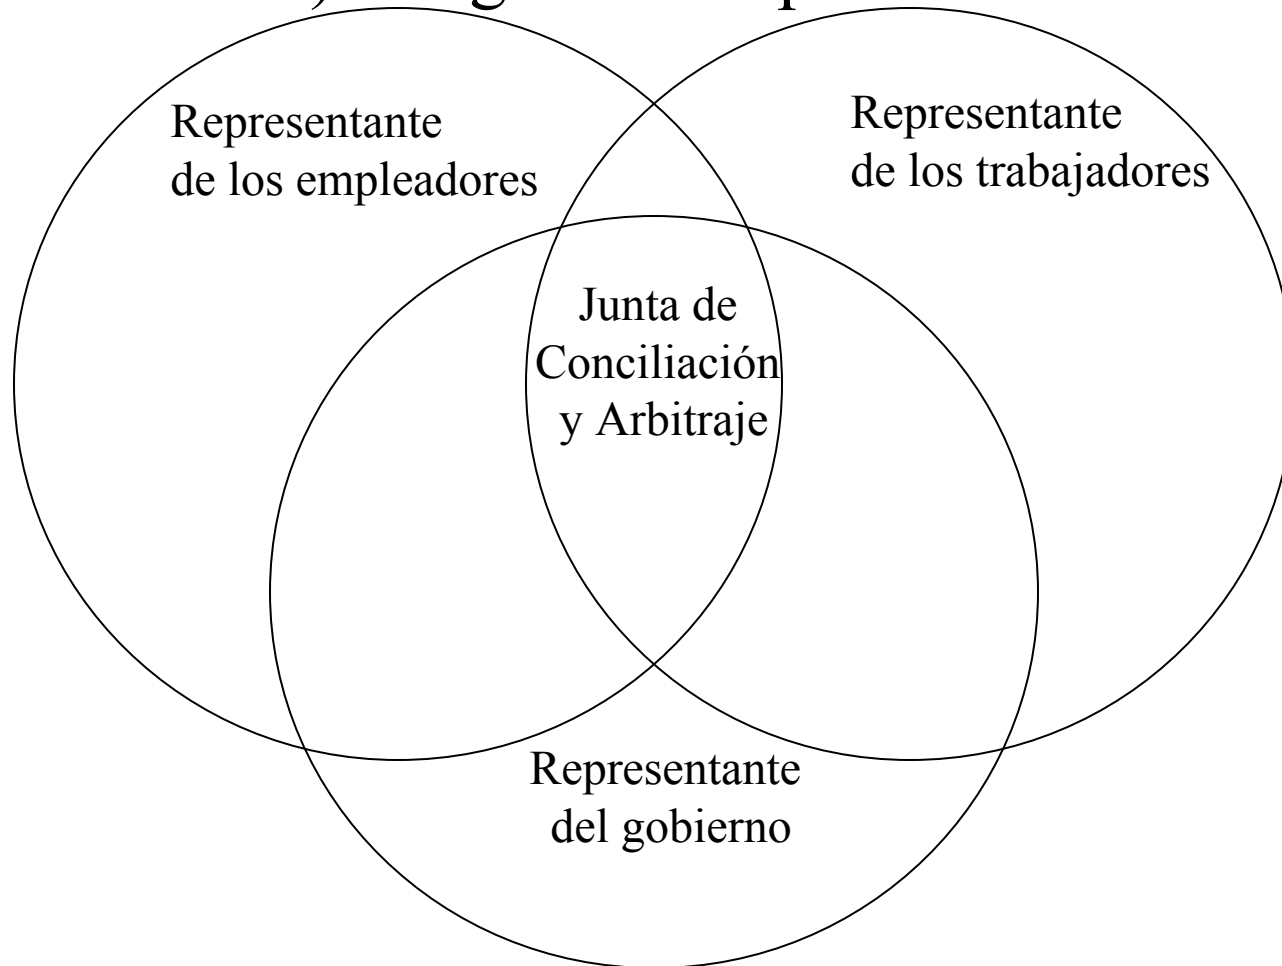 Representante
de los empleadores
Representante
de los trabajadores
Junta de
Conciliación
y Arbitraje
Representante
del gobierno